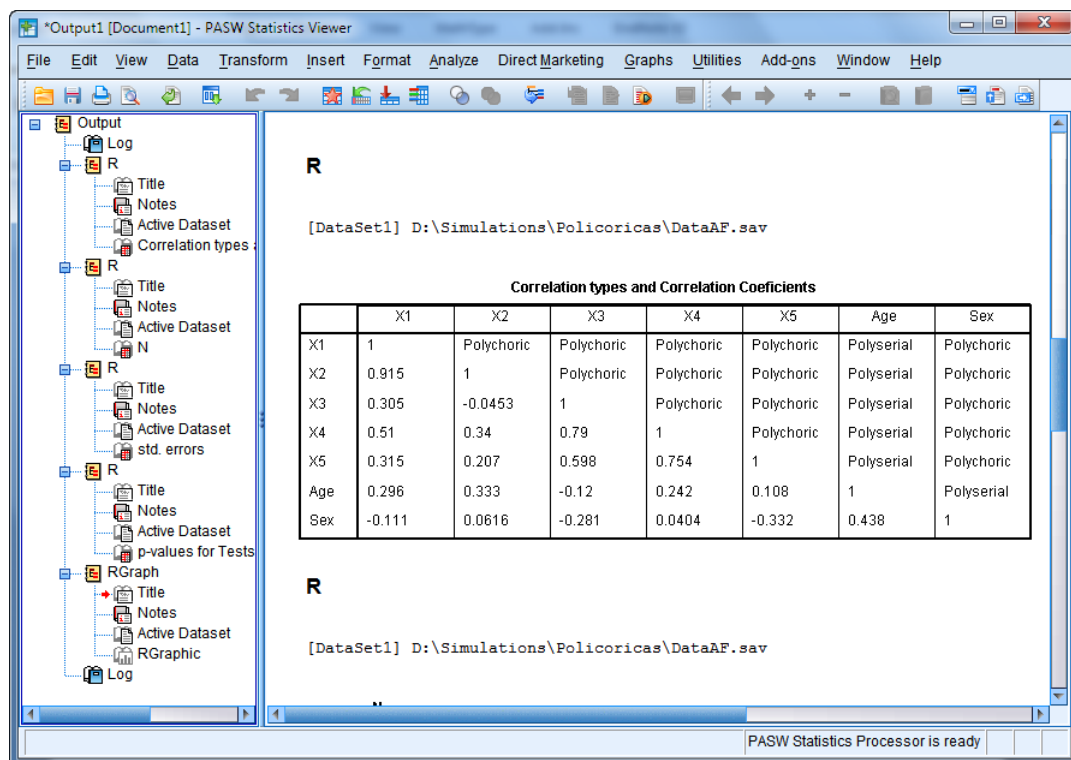 *Output1 [Document1] - PASW Statistics Viewer
File Edit View Data Transform Insert Format Analyze Direct Marketing Graphs Utilities Add-ons Window Help
Output
Log
R
Title
Notes
Active Dataset
Correlation types
R
Title
Notes
Active Dataset
N
R
Title
Notes
Active Dataset
std. errors
R
Title
Notes
Active Dataset
p-values for Tests
RGraph
Title
Notes
Active Dataset
RGraphic
Log
R
[DataSet1] D:\Simulations\Policoricas\DataAF.sav
Correlation types and Correlation Coeficients
X1 X2 X3 X4 X5 Age Sex
X1 1 Polychoric Polychoric Polychoric Polychoric Polyserial Polychoric
X2 0.915 1 Polychoric Polychoric Polychoric Polyserial Polychoric
X3 0.305 -0.0453 1 Polychoric Polychoric Polyserial Polychoric
X4 0.51 0.34 0.79 1 Polychoric Polyserial Polychoric
X5 0.315 0.207 0.598 0.754 1 Polyserial Polychoric
Age 0.296 0.333 -0.12 0.242 0.108 1 Polyserial
Sex -0.111 0.0616 -0.281 0.0404 -0.332 0.438 1
R
[DataSet1] D:\Simulations\Policoricas\DataAF.sav
PASW Statistics Processor is ready